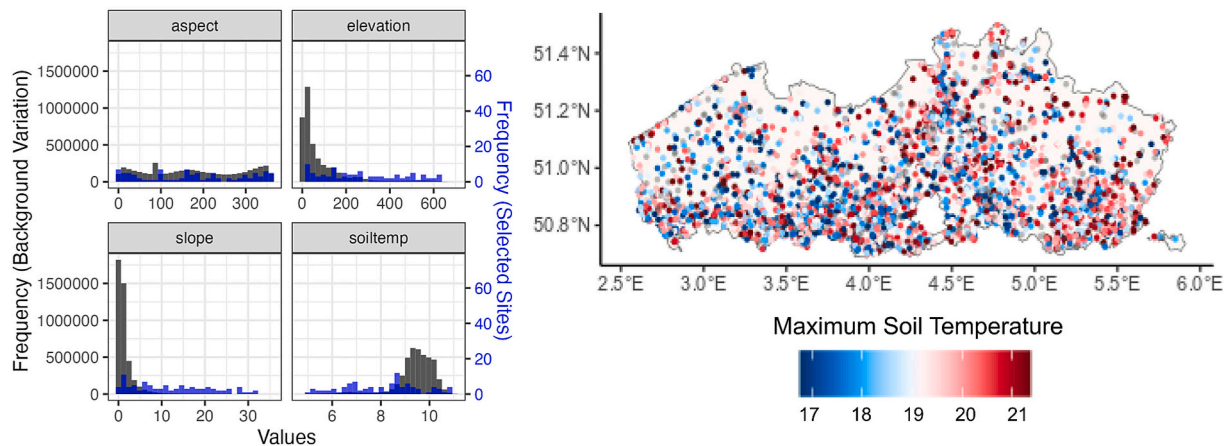 aspect
elevation
Frequency (Background Variation)
1500000
1000000
500000
0
60
40
20
0
Frequency (Selected Sites)
0 100 200 300
0 200 400 600
slope
soiltemp
1500000
1000000
500000
0
60
40
20
0
0 10 20 30
6 8 10
Values
51.4°N
51.2°N
51.0°N
50.8°N
2.5°E 3.0°E 3.5°E 4.0°E 4.5°E 5.0°E 5.5°E 6.0°E
Maximum Soil Temperature
17 18 19 20 21